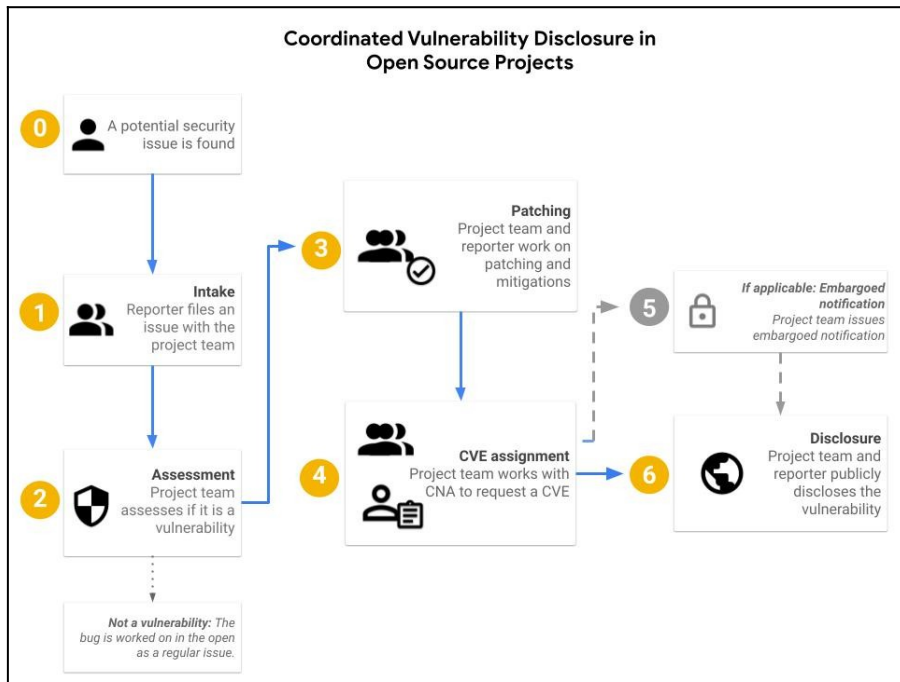 Coordinated Vulnerability Disclosure in
Open Source Projects
0
A potential security
issue is found
1
Intake
Reporter files an
issue with the
project team
2
Assessment
Project team
assesses if it is a
vulnerability
Not a vulnerability: The
bug is worked on in the open
as a regular issue.
3
Patching
Project team and
reporter work on
patching and
mitigations
4
CVE assignment
Project team works with
CNA to request a CVE
5
If applicable: Embargoed
notification
Project team issues
embargoed notification
6
Disclosure
Project team and
reporter publicly
discloses the
vulnerability